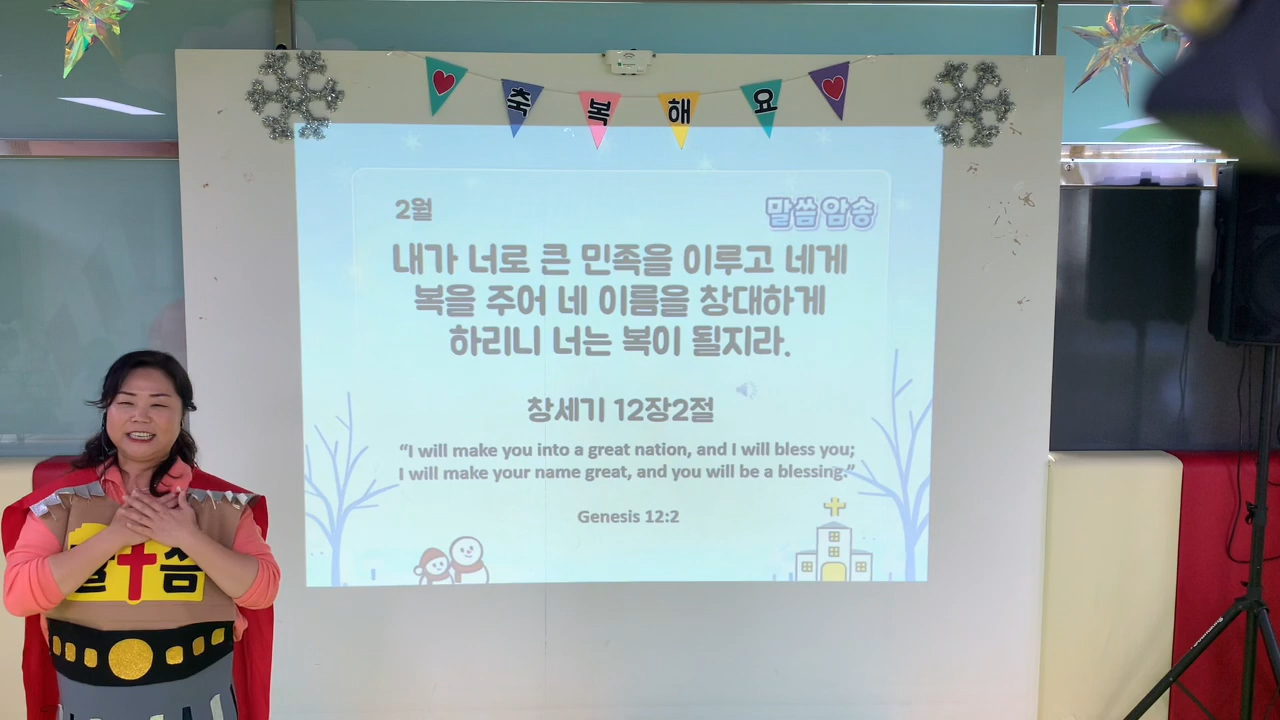 축복해요
2월
말씀 암송
내가 너로 큰 민족을 이루고 네게
복을 주어 네 이름을 창대하게
하리니 너는 복이 될지라.
창세기 12장2절
“I will make you into a great nation, and I will bless you;
I will make your name great, and you will be a blessing.”
Genesis 12:2
말씀